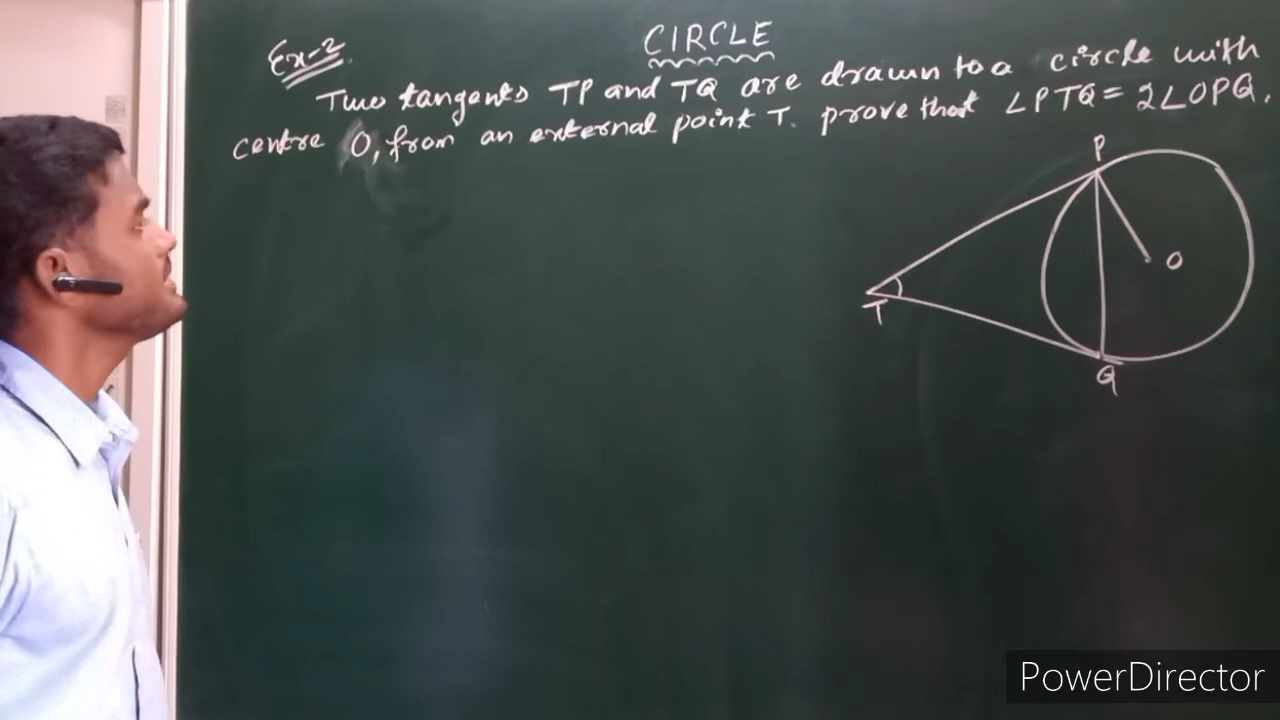 CIRCLE
Ex-2.
Two tangents TP and TQ are drawn to a circle with
centre O, from an external point T. prove that ∠PTQ = 2∠OPQ.
P
O
T
Q
PowerDirector